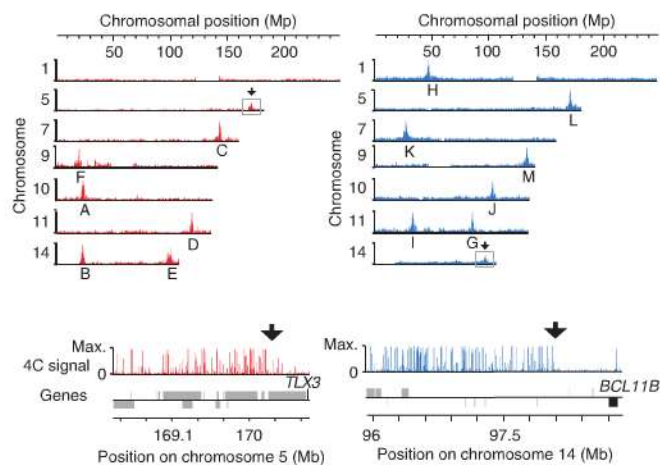 Chromosomal position (Mp)
50 100 150 200
Chromosome
1
5
7
C
9
F
10
A
11
D
14
B E
Chromosomal position (Mp)
50 100 150 200
1
H
5
L
7
K
9
M
10
J
11
I G
14
Max.
4C signal
0
TLX3
Genes
169.1 170
Position on chromosome 5 (Mb)
Max.
0
BCL11B
96 97.5
Position on chromosome 14 (Mb)